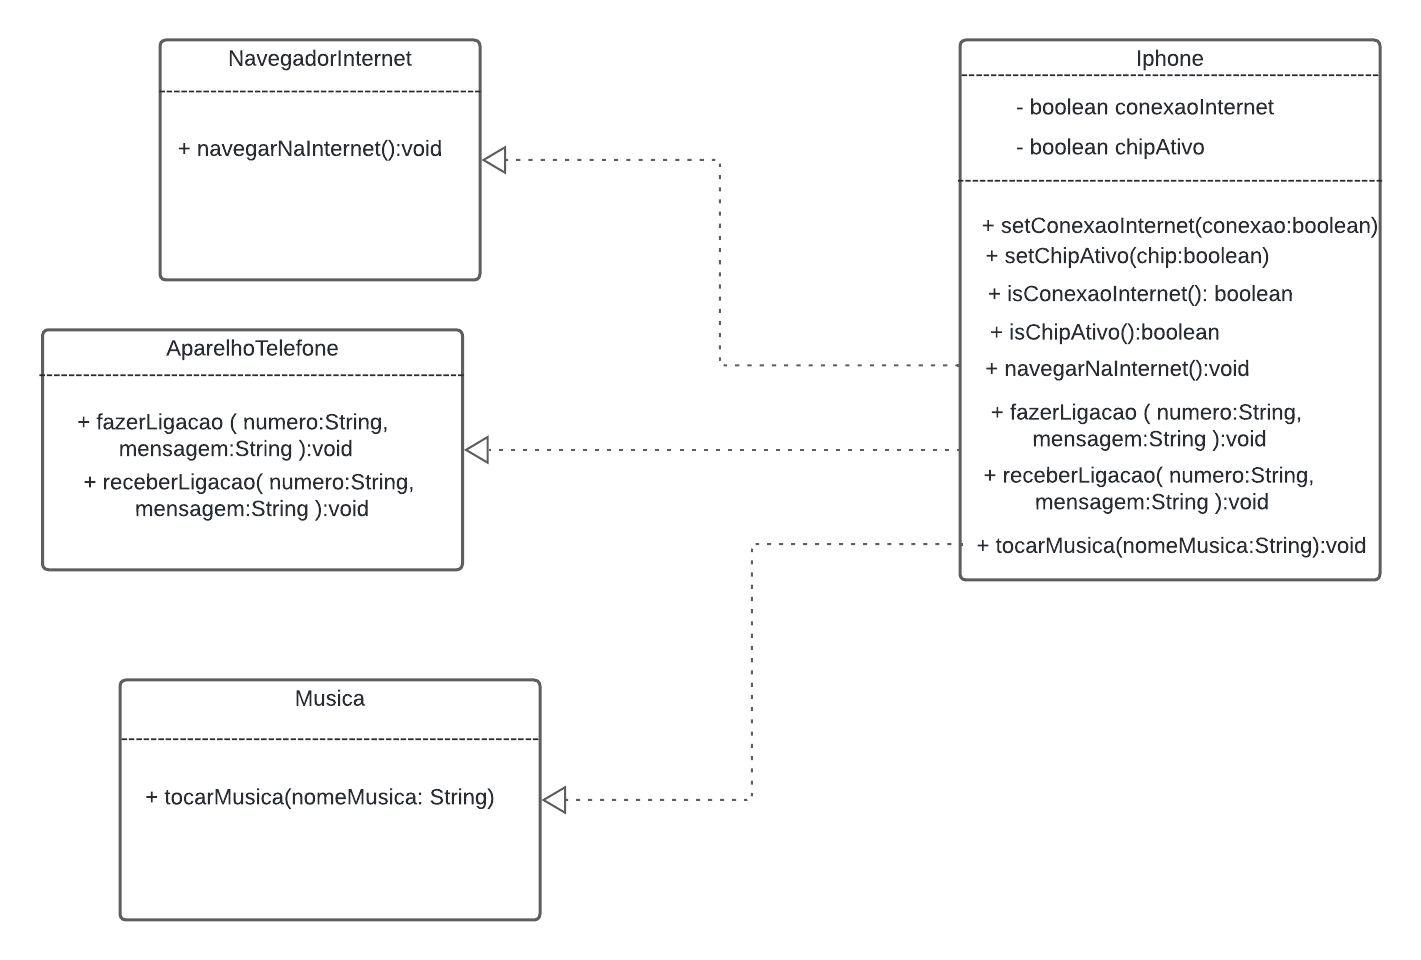 NavegadorInternet
+ navegarNaInternet():void
AparelhoTelefone
+ fazerLigacao ( numero:String,
mensagem:String ):void
+ receberLigacao( numero:String,
mensagem:String ):void
Musica
+ tocarMusica(nomeMusica: String)
Iphone
- boolean conexaoInternet
- boolean chipAtivo
+ setConexaoInternet(conexao:boolean)
+ setChipAtivo(chip:boolean)
+ isConexaoInternet(): boolean
+ isChipAtivo():boolean
+ navegarNaInternet():void
+ fazerLigacao ( numero:String,
mensagem:String ):void
+ receberLigacao( numero:String,
mensagem:String ):void
+ tocarMusica(nomeMusica:String):void